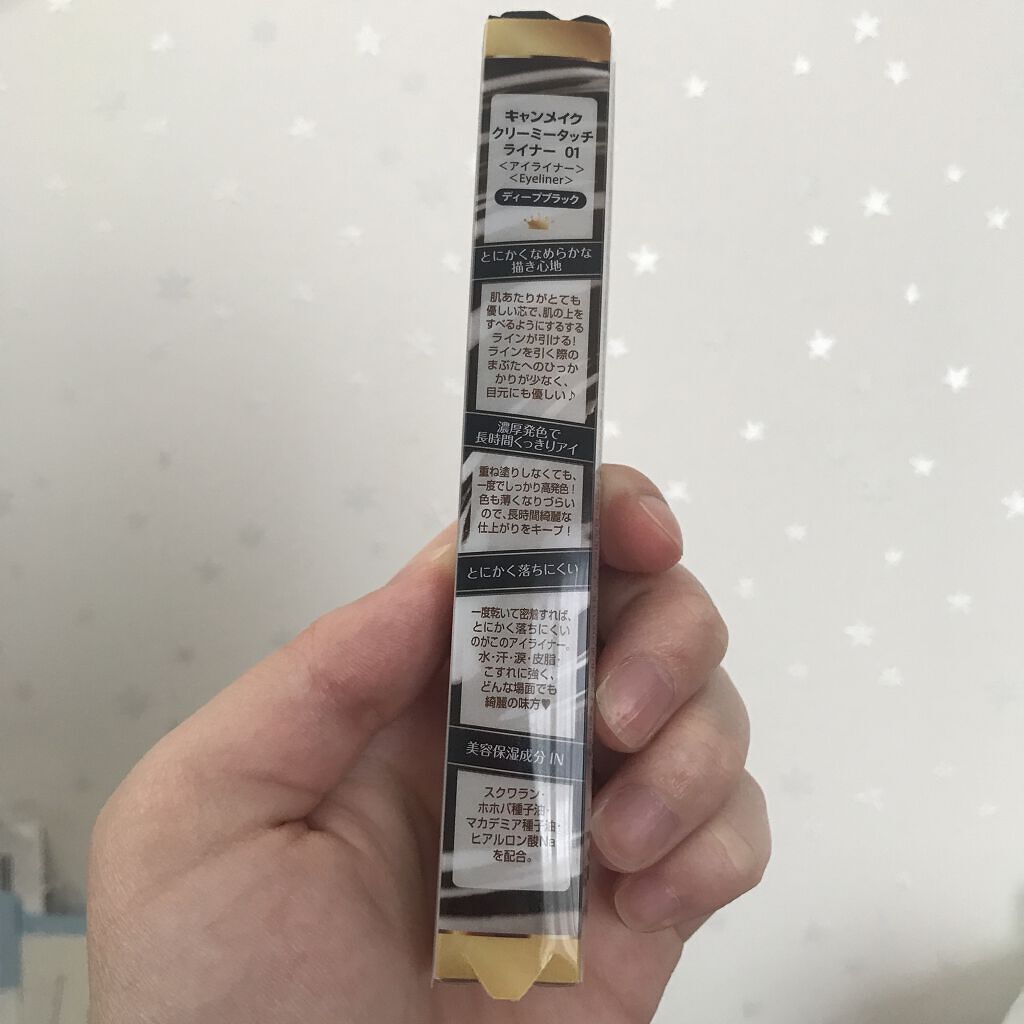 キャンメイク
クリーミータッチ
ライナー 01
＜アイライナー＞
＜Eyeliner＞
ディープブラック
とにかくなめらかな
描き心地
肌あたりがとても
優しい芯で、肌の上を
すべるようにするする
ラインが引ける!
ラインを引く際の
まぶたへのひっか
かりが少なく、
目元にも優しい♪
濃厚発色で
長時間くっきりアイ
重ね塗りしなくても、
一度でしっかり高発色!
色も薄くなりづらい
ので、長時間綺麗な
仕上がりをキープ!
とにかく落ちにくい
一度乾いて密着すれば、
とにかく落ちにくい
のがこのアイライナー。
水・汗・涙・皮脂・
こすれに強く、
どんな場面でも
綺麗の味方♥
美容保湿成分 IN
スクワラン・
ホホバ種子油・
マカデミア種子油・
ヒアルロン酸Na
を配合。